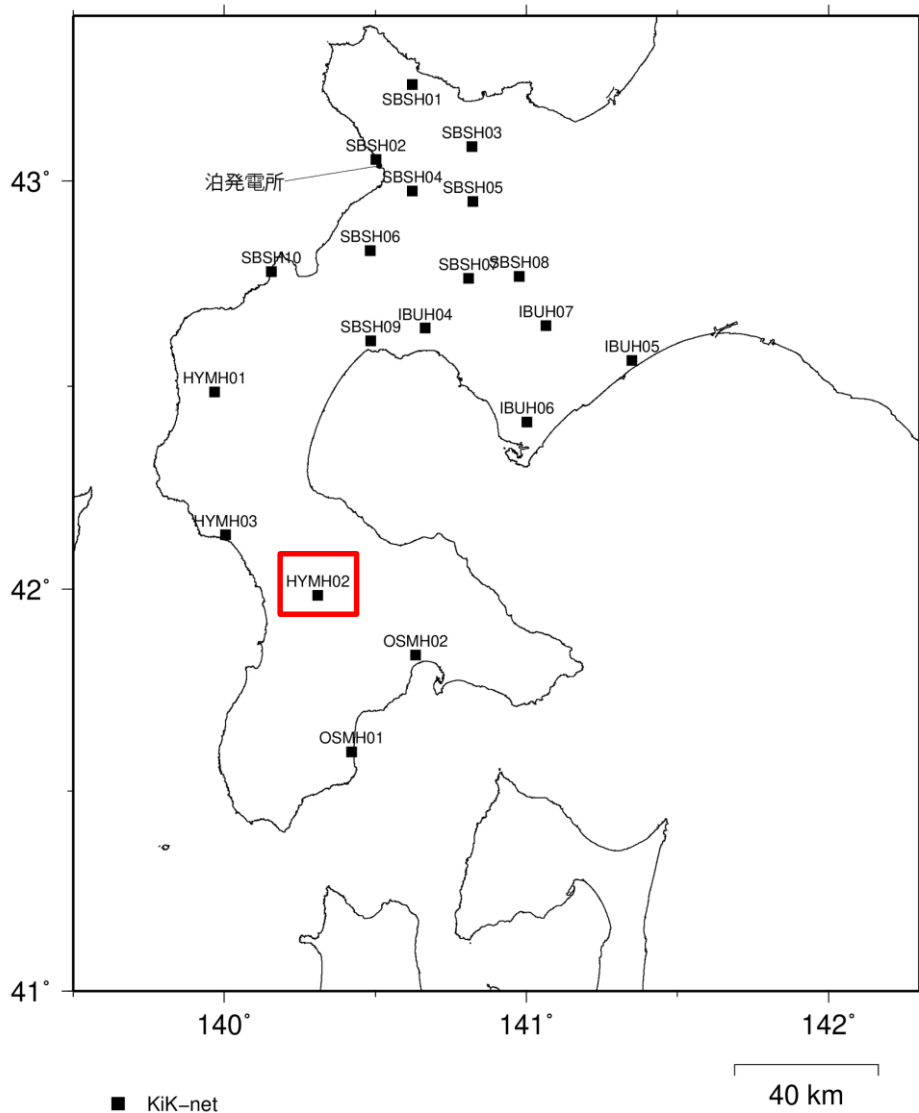 SBSH01
SBSH03
SBSH02
泊発電所
43°
SBSH04
SBSH05
SBSH06
SBSH10
SBSH07
SBSH08
IBUH04
IBUH07
SBSH09
IBUH05
HYMH01
IBUH06
HYMH03
HYMH02
42°
OSMH02
OSMH01
41°
140°
141°
142°
40 km
KiK-net